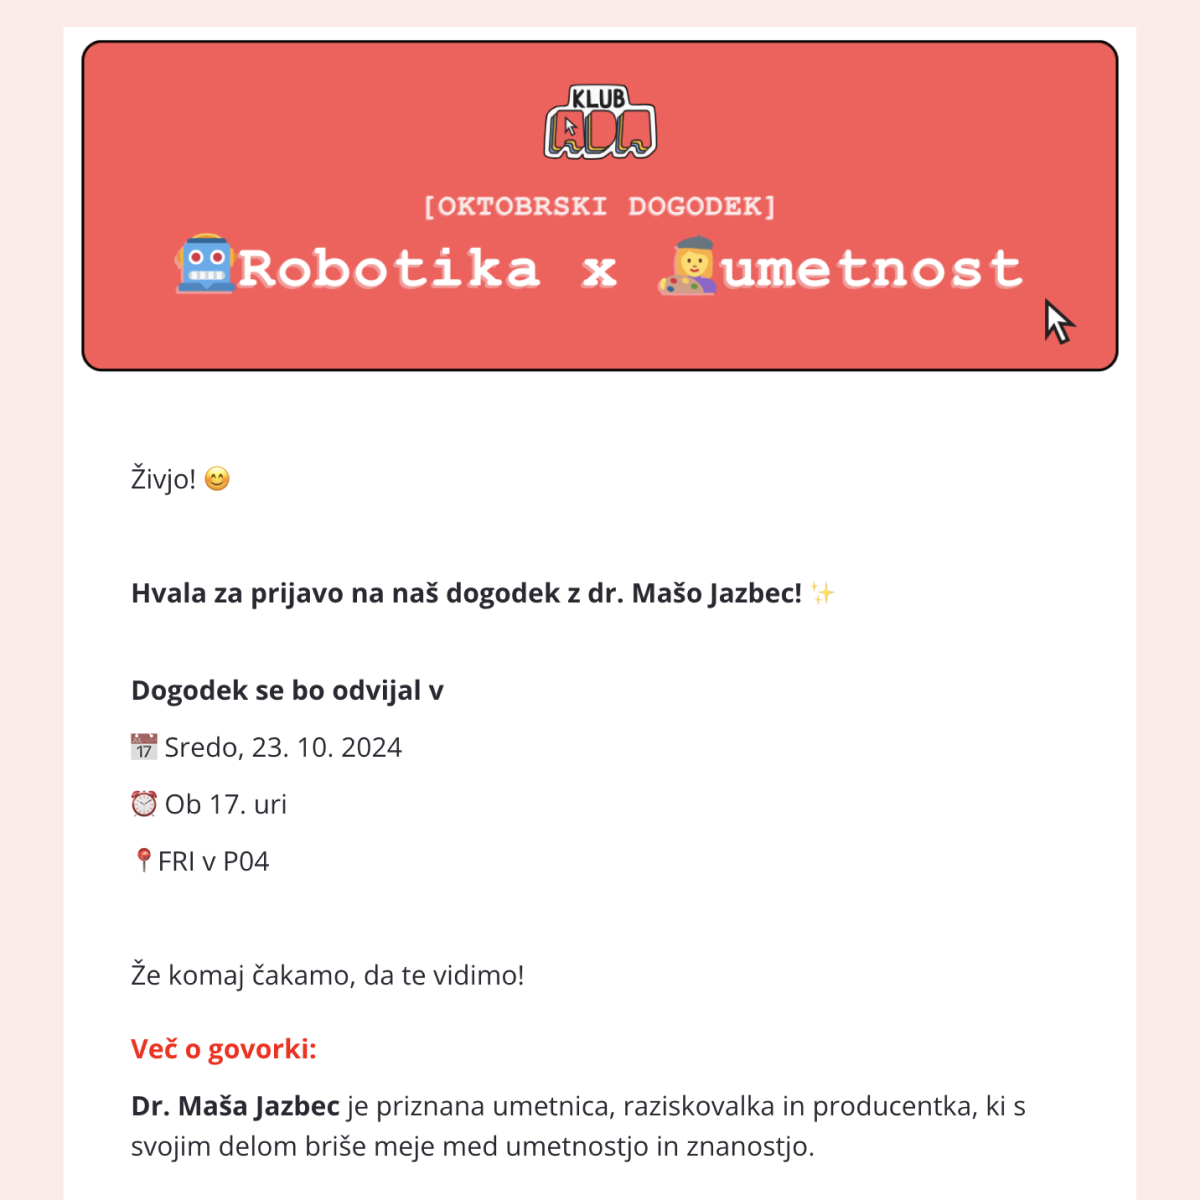 KLUB
ADA
[OKTOBRSKI DOGODEK]
🤖Robotika x 👩‍🎨umetnost
Živjo! 😊
Hvala za prijavo na naš dogodek z dr. Mašo Jazbec! ✨
Dogodek se bo odvijal v
📅 Sredo, 23. 10. 2024
⏰ Ob 17. uri
📍FRI v P04
Že komaj čakamo, da te vidimo!
Več o govorki:
Dr. Maša Jazbec je priznana umetnica, raziskovalka in producentka, ki s
svojim delom briše meje med umetnostjo in znanostjo.